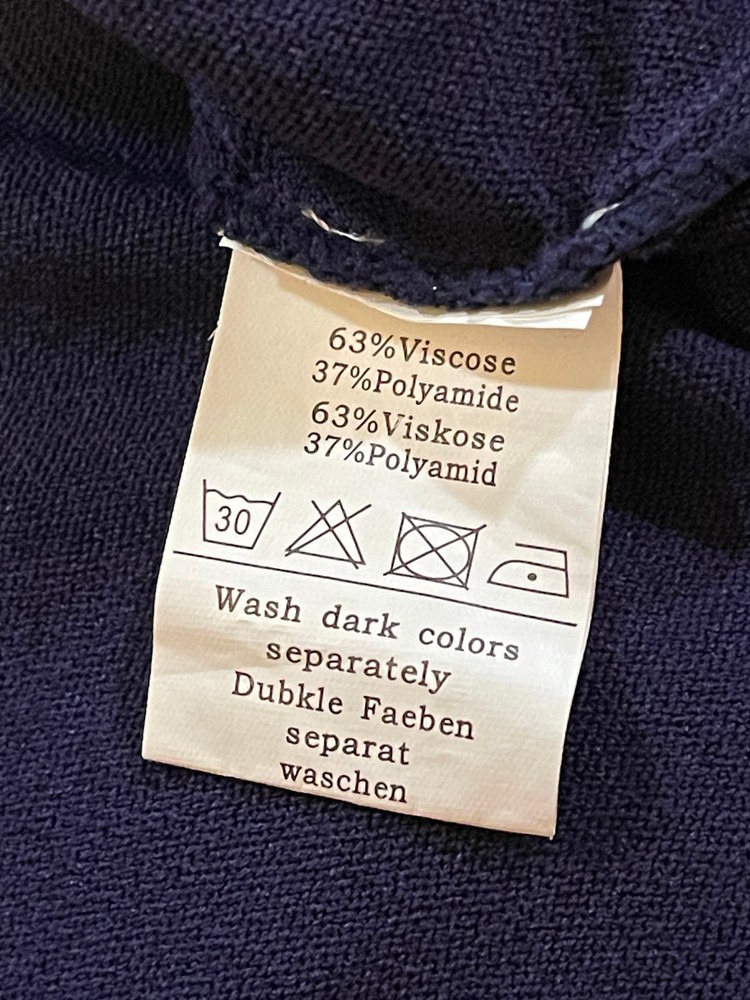 63%Viscose
37%Polyamide
63%Viskose
37%Polyamid
30
Wash dark colors
separately
Dubkle Faeben
separat
waschen